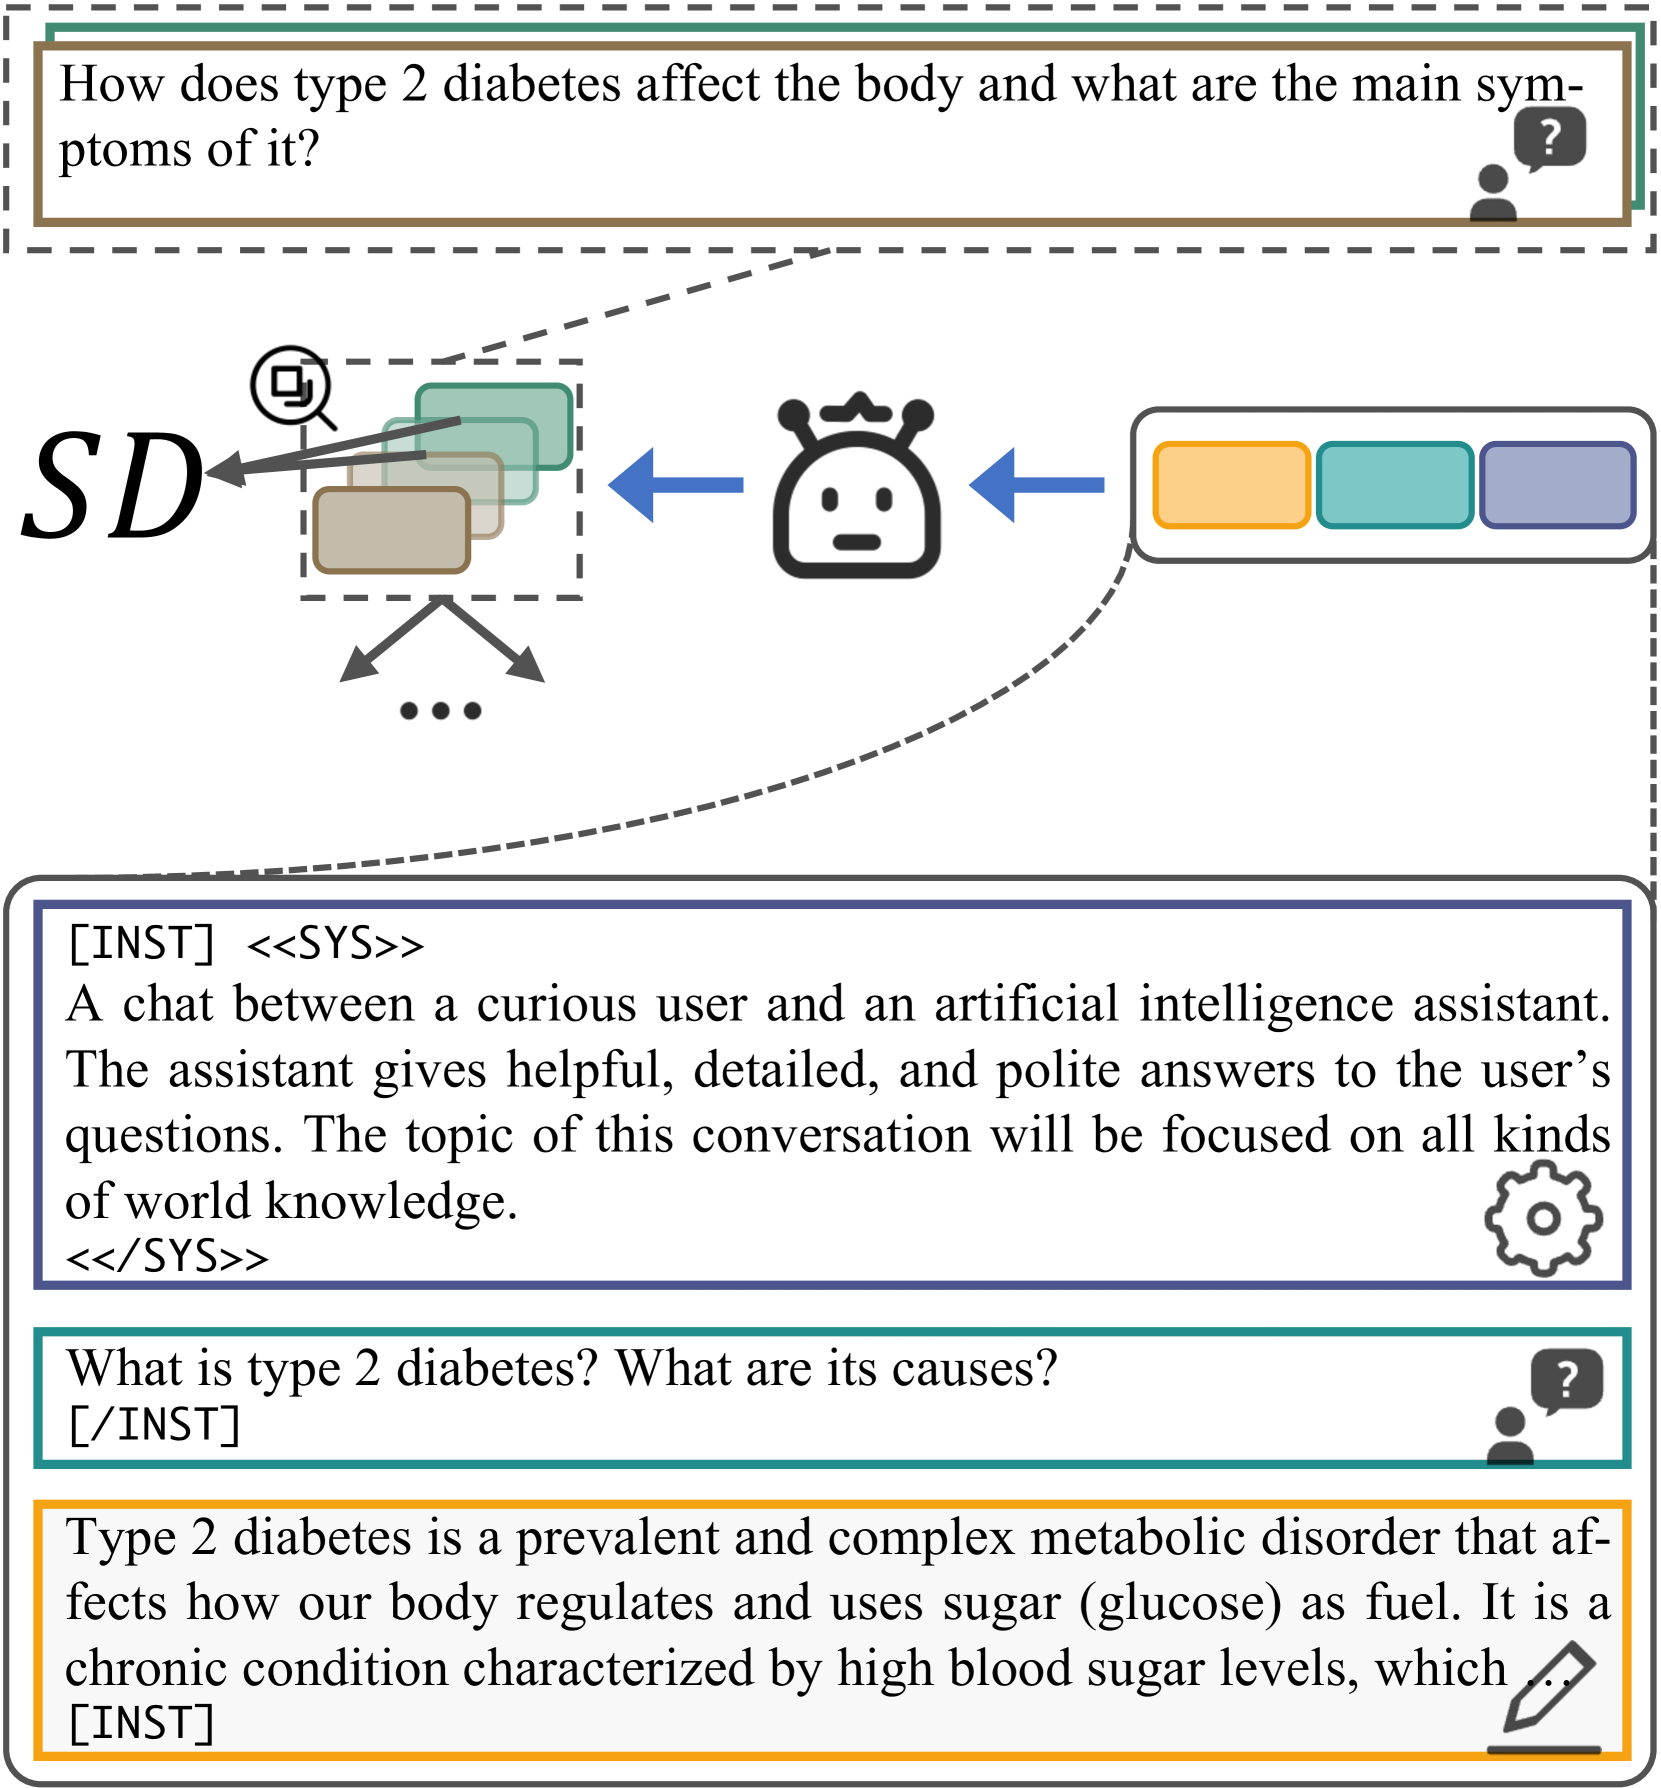 How does type 2 diabetes affect the body and what are the main sym-
ptoms of it?
?
SD
...
[INST] <<SYS>>
A chat between a curious user and an artificial intelligence assistant.
The assistant gives helpful, detailed, and polite answers to the user’s
questions. The topic of this conversation will be focused on all kinds
of world knowledge.
<</SYS>>
What is type 2 diabetes? What are its causes?
?
[/INST]
Type 2 diabetes is a prevalent and complex metabolic disorder that af-
fects how our body regulates and uses sugar (glucose) as fuel. It is a
chronic condition characterized by high blood sugar levels, which ...
[INST]